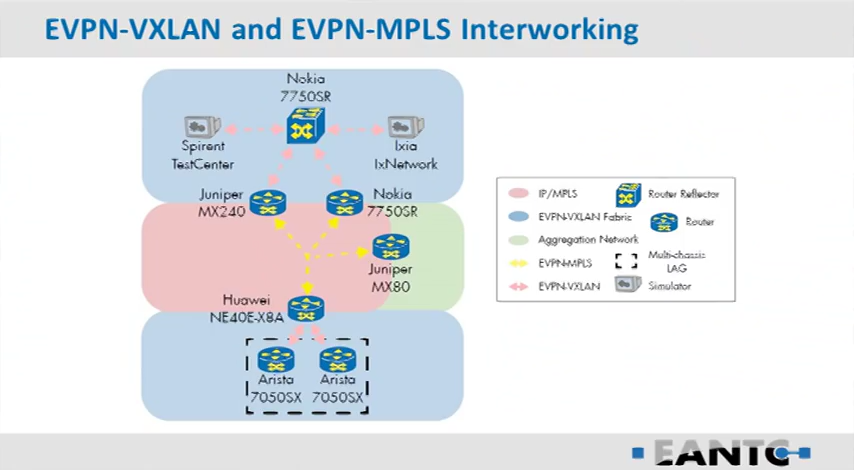 EVPN-VXLAN and EVPN-MPLS Interworking
Nokia
7750SR
Spirent
TestCenter
Ixia
IxNetwork
Juniper
MX240
Nokia
7750SR
Juniper
MX80
Huawei
NE40E-X8A
Arista
7050SX
Arista
7050SX
IP/MPLS
EVPN-VXLAN Fabric
Aggregation Network
EVPN-MPLS
EVPN-VXLAN
Router Reflector
Router
Multi-chassis
LAG
Simulator
EANTC